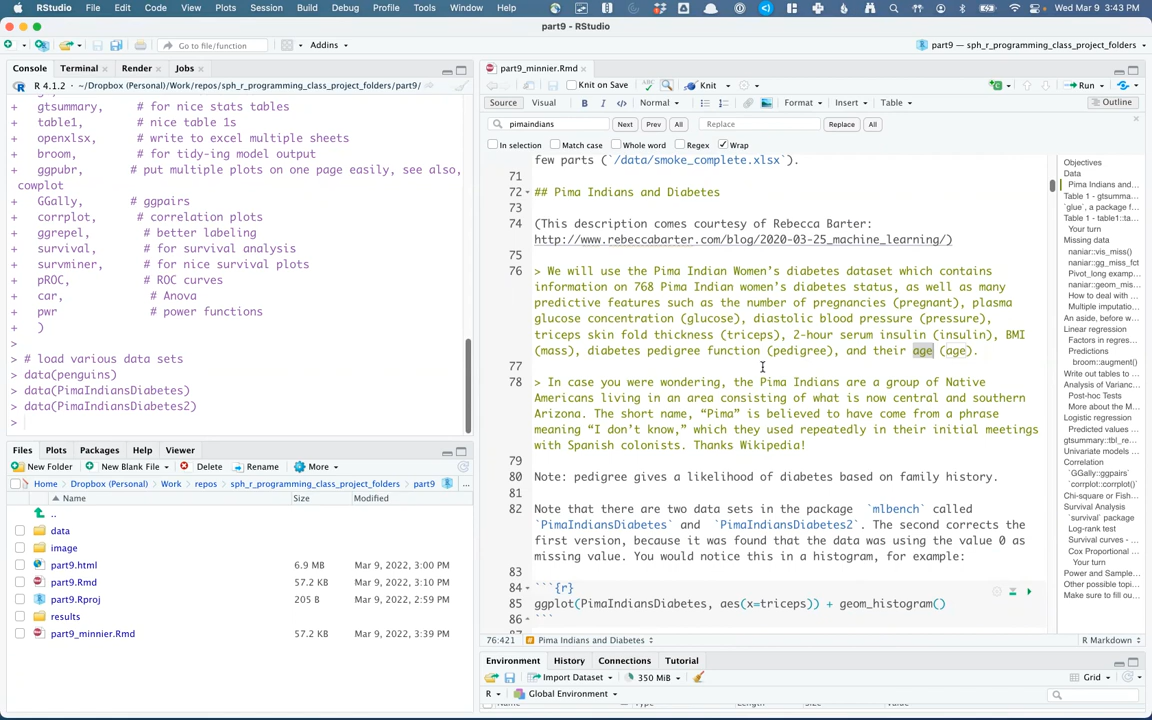 RStudio File Edit Code View Plots Session Build Debug Profile Tools Window Help Wed Mar 9 3:43 PM
part9 - RStudio
Go to file/function Addins part9 — sph_r_programming_class_project_folders
Console Terminal Render Jobs
R 4.1.2 · ~/Dropbox (Personal)/Work/repos/sph_r_programming_class_project_folders/part9/
+ gtsummary, # for nice stats tables
+ table1, # nice table 1s
+ openxlsx, # write to excel multiple sheets
+ broom, # for tidy-ing model output
+ ggpubr, # put multiple plots on one page easily, see also,
cowplot
+ GGally, # ggpairs
+ corrplot, # correlation plots
+ ggrepel, # better labeling
+ survival, # for survival analysis
+ survminer, # for nice survival plots
+ pROC, # ROC curves
+ car, # Anova
+ pwr # power functions
+ )
>
> # load various data sets
> data(penguins)
> data(PimaIndiansDiabetes)
> data(PimaIndiansDiabetes2)
>
Files Plots Packages Help Viewer
New Folder New Blank File Delete Rename More
Home Dropbox (Personal) Work repos sph_r_programming_class_project_folders part9 ...
Name Size Modified
..
data
image
part9.html 6.9 MB Mar 9, 2022, 3:00 PM
part9.Rmd 57.2 KB Mar 9, 2022, 3:10 PM
part9.Rproj 205 B Mar 9, 2022, 2:59 PM
results
part9_minnier.Rmd 57.2 KB Mar 9, 2022, 3:39 PM
part9_minnier.Rmd
Knit on Save ABC Knit Run
Source Visual B I </> Normal Format Insert Table Outline
pimaindians Next Prev All Replace Replace All
In selection Match case Whole word Regex Wrap
few parts (`/data/smoke_complete.xlsx`).
71
72 ## Pima Indians and Diabetes
73
74 (This description comes courtesy of Rebecca Barter:
http://www.rebeccabarter.com/blog/2020-03-25_machine_learning/)
75
76 > We will use the Pima Indian Women's diabetes dataset which contains
information on 768 Pima Indian women's diabetes status, as well as many
predictive features such as the number of pregnancies (pregnant), plasma
glucose concentration (glucose), diastolic blood pressure (pressure),
triceps skin fold thickness (triceps), 2-hour serum insulin (insulin), BMI
(mass), diabetes pedigree function (pedigree), and their age (age).
77
78 > In case you were wondering, the Pima Indians are a group of Native
Americans living in an area consisting of what is now central and southern
Arizona. The short name, “Pima” is believed to have come from a phrase
meaning “I don’t know,” which they used repeatedly in their initial meetings
with Spanish colonists. Thanks Wikipedia!
79
80 Note: pedigree gives a likelihood of diabetes based on family history.
81
82 Note that there are two data sets in the package `mlbench` called
`PimaIndiansDiabetes` and `PimaIndiansDiabetes2`. The second corrects the
first version, because it was found that the data was using the value 0 as
missing value. You would notice this in a histogram, for example:
83
84 ```{r}
85 ggplot(PimaIndiansDiabetes, aes(x=triceps)) + geom_histogram()
86 ```
76:421 Pima Indians and Diabetes R Markdown
Objectives
Data
Pima Indians and...
Table 1 - gtsumma...
`glue`, a package f...
Table 1 - table1::ta...
Your turn
Missing data
naniar::vis_miss()
naniar::gg_miss_fct
Pivot_long examp...
naniar::geom_mis...
How to deal with ...
Multiple imputatio...
An aside, before w...
Linear regression
Factors in regres...
Predictions
broom::augment()
Write out tables to ...
Analysis of Varianc...
Post-hoc Tests
More about the M...
Logistic regression
Predicted values ...
gtsummary::tbl_re...
Univariate models ...
Correlation
`GGally::ggpairs`
`corrplot::corrplot()`
Chi-square or Fish...
Survival Analysis
`survival` package
Log-rank test
Survival curves - ...
Cox Proportional ...
Your turn
Power and Sample...
Other possible topi...
Make sure to fill ou...
Environment History Connections Tutorial
Import Dataset 350 MiB Grid
R Global Environment